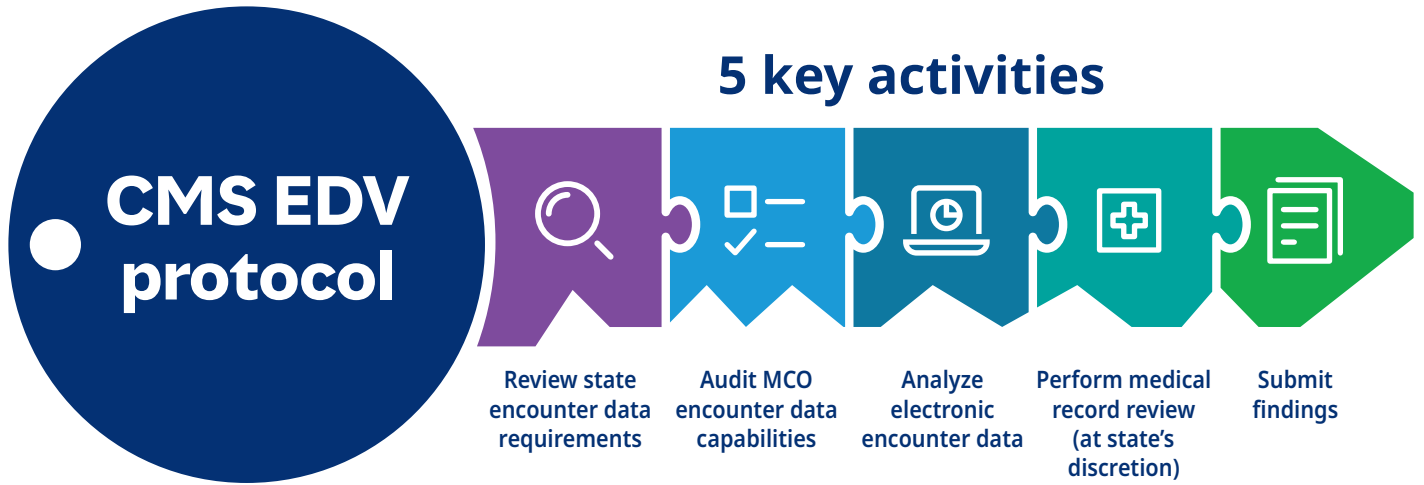 CMS EDV
protocol
5 key activities
Review state
encounter data
requirements
Audit MCO
encounter data
capabilities
Analyze
electronic
encounter data
Perform medical
record review
(at state’s
discretion)
Submit
findings